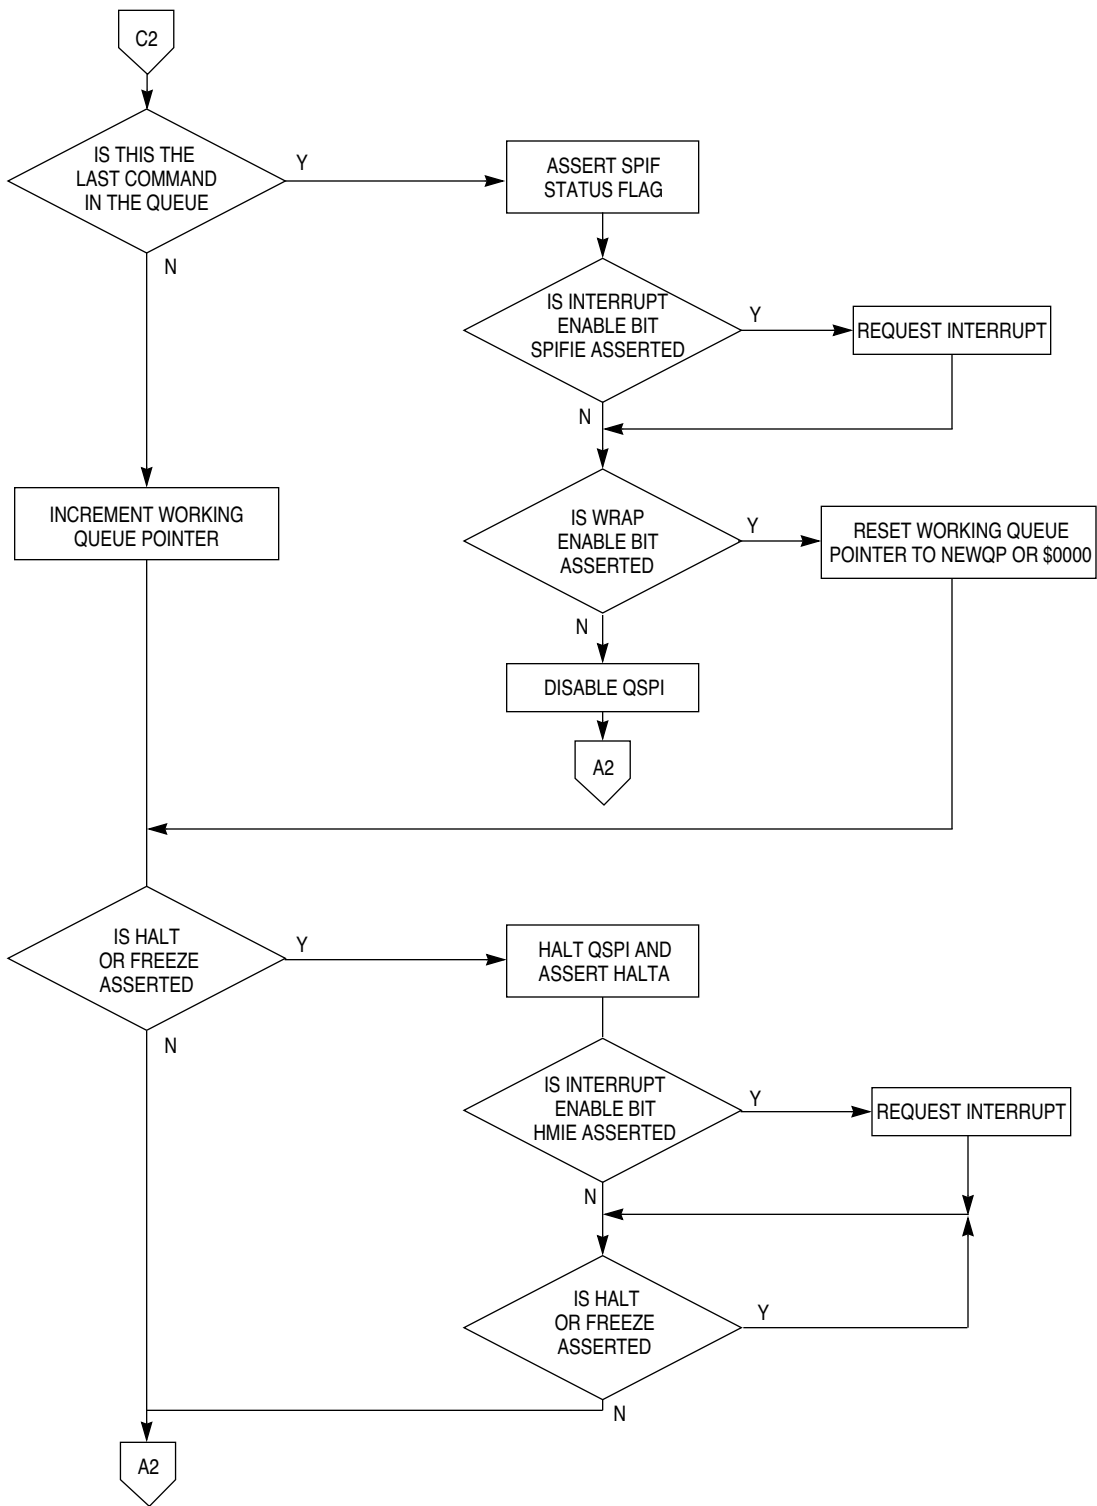 C2
IS THIS THE
LAST COMMAND
IN THE QUEUE
Y
N
ASSERT SPIF
STATUS FLAG
IS INTERRUPT
ENABLE BIT
SPIFIE ASSERTED
Y
N
REQUEST INTERRUPT
INCREMENT WORKING
QUEUE POINTER
IS WRAP
ENABLE BIT
ASSERTED
Y
N
RESET WORKING QUEUE
POINTER TO NEWQP OR $0000
DISABLE QSPI
A2
IS HALT
OR FREEZE
ASSERTED
Y
N
HALT QSPI AND
ASSERT HALTA
IS INTERRUPT
ENABLE BIT
HMIE ASSERTED
Y
N
REQUEST INTERRUPT
IS HALT
OR FREEZE
ASSERTED
Y
N
A2